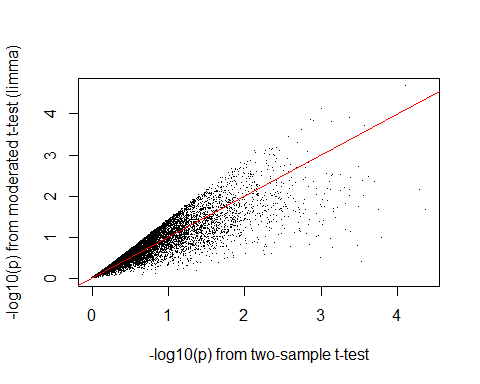 -log10(p) from moderated t-test (limma)
4
3
2
1
0
0 1 2 3 4
-log10(p) from two-sample t-test